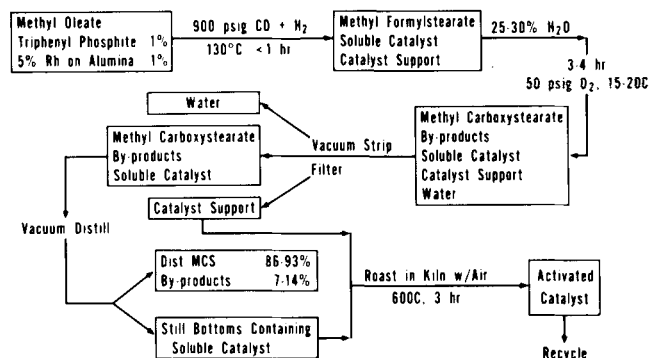 Methyl Oleate
Triphenyl Phosphite 1%
5% Rh on Alumina 1%
900 psig CO + H₂
130°C <1 hr
Methyl Formylstearate
Soluble Catalyst
Catalyst Support
25-30% H₂O
3-4 hr
50 psig O₂, 15-20C
Water
Methyl Carboxystearate
By-products
Soluble Catalyst
Vacuum Strip
Filter
Methyl Carboxystearate
By-products
Soluble Catalyst
Catalyst Support
Water
Catalyst Support
Vacuum Distill
Dist MCS 86-93%
By-products 7-14%
Roast in Kiln w/Air
600C, 3 hr
Activated
Catalyst
Still Bottoms Containing
Soluble Catalyst
Recycle